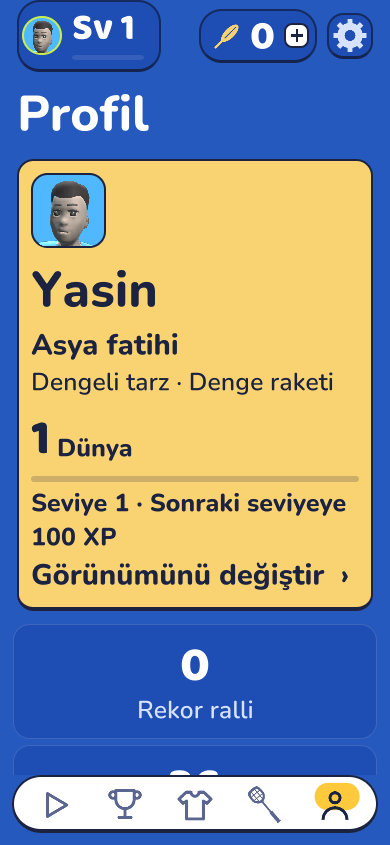 Sv 1
0
Profil
Yasin
Asya fatihi
Dengeli tarz · Denge raketi
1 Dünya
Seviye 1 · Sonraki seviyeye
100 XP
Görünümünü değiştir ›
0
Rekor ralli